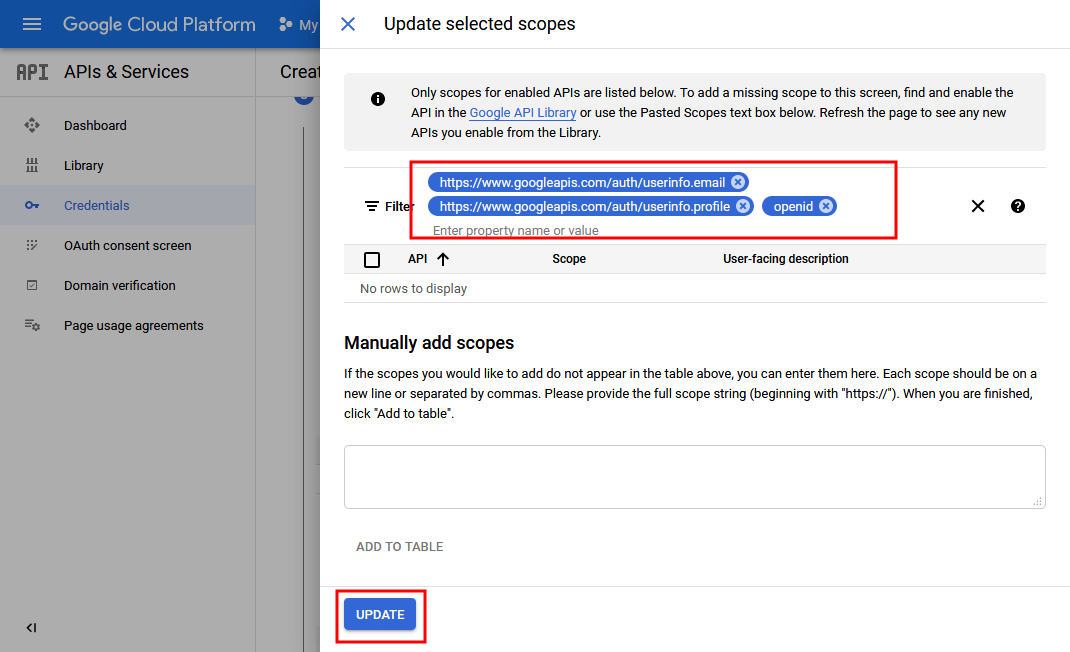 Google Cloud Platform
My
Update selected scopes
API
APIs & Services
Creat
Dashboard
Library
Credentials
OAuth consent screen
Domain verification
Page usage agreements
Only scopes for enabled APIs are listed below. To add a missing scope to this screen, find and enable the
API in the Google API Library or use the Pasted Scopes text box below. Refresh the page to see any new
APIs you enable from the Library.
Filter
https://www.googleapis.com/auth/userinfo.email
https://www.googleapis.com/auth/userinfo.profile openid
Enter property name or value
API Scope User-facing description
No rows to display
Manually add scopes
If the scopes you would like to add do not appear in the table above, you can enter them here. Each scope should be on a
new line or separated by commas. Please provide the full scope string (beginning with "https://"). When you are finished,
click "Add to table".
ADD TO TABLE
UPDATE